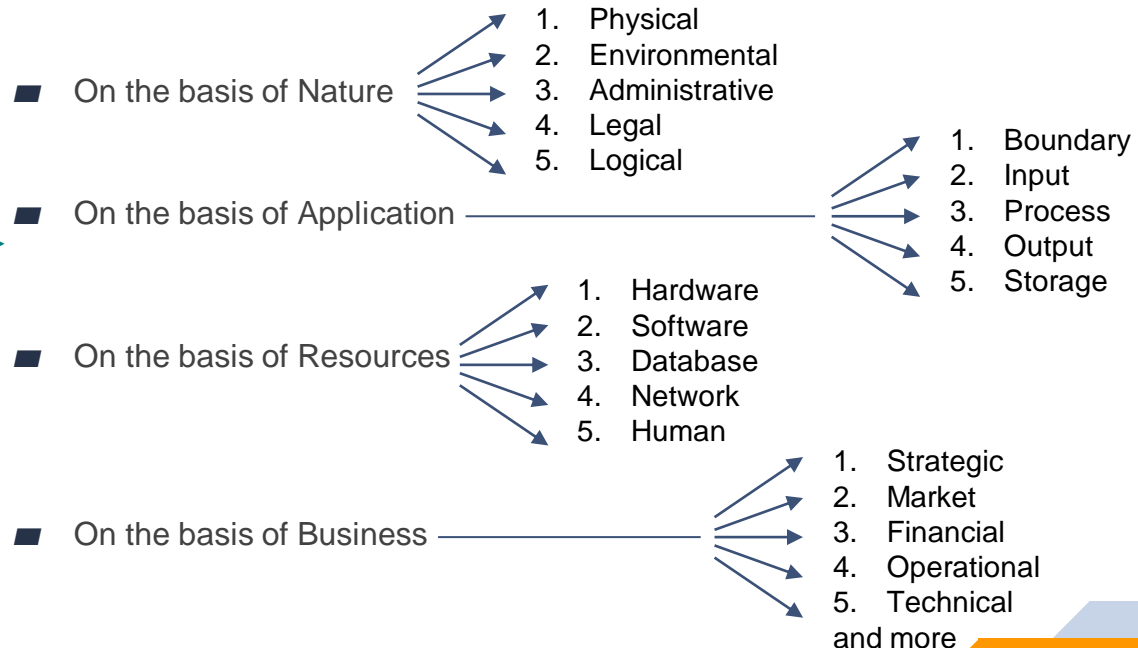 On the basis of Nature
1. Physical
2. Environmental
3. Administrative
4. Legal
5. Logical
On the basis of Application
1. Boundary
2. Input
3. Process
4. Output
5. Storage
On the basis of Resources
1. Hardware
2. Software
3. Database
4. Network
5. Human
On the basis of Business
1. Strategic
2. Market
3. Financial
4. Operational
5. Technical
and more